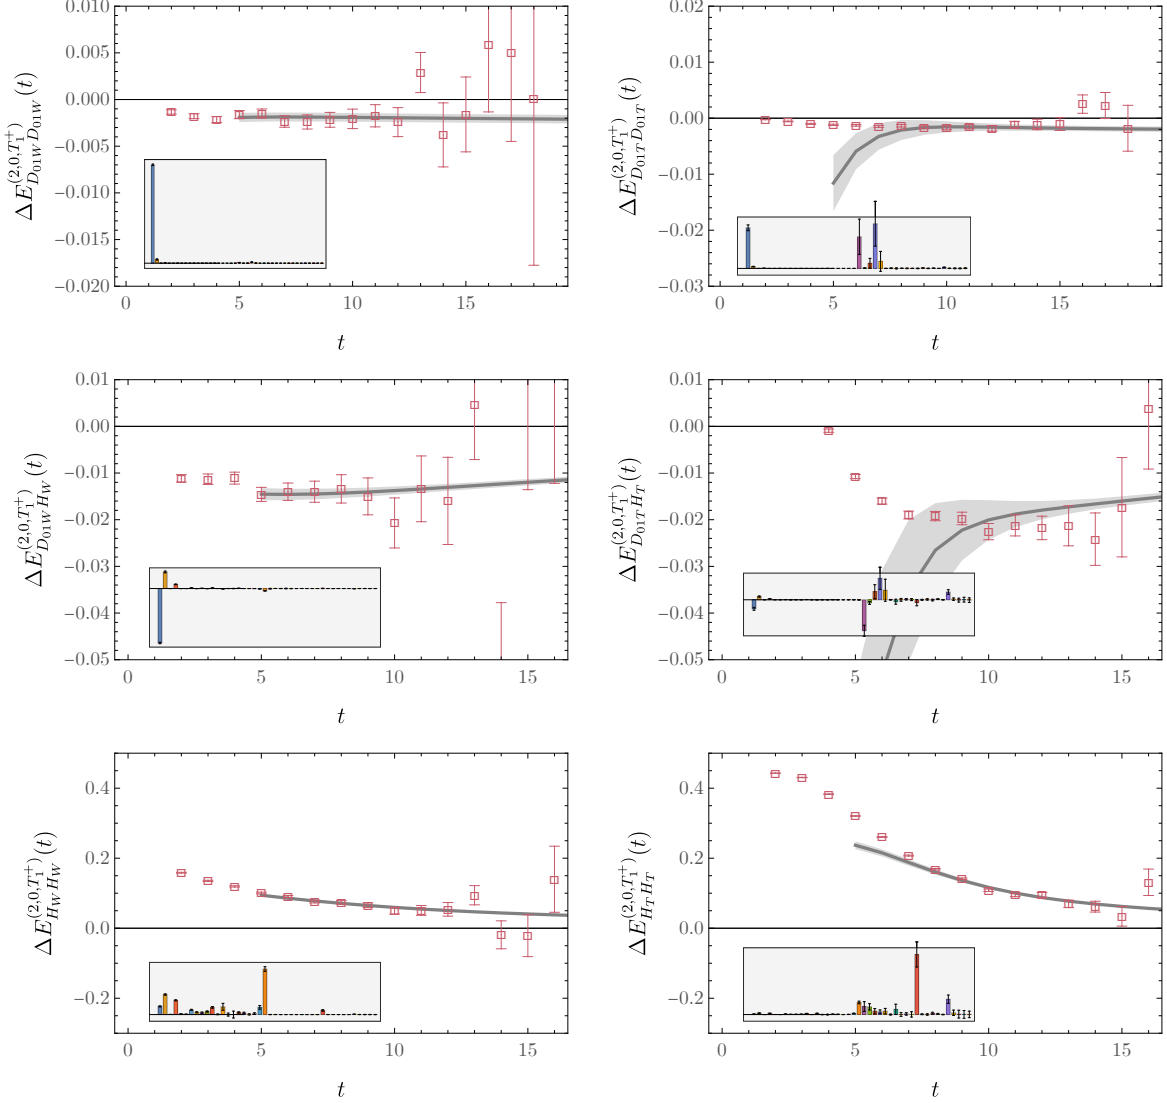 0.010
0.005
0.000
−0.005
−0.010
−0.015
−0.020
0 5 10 15
t
ΔE^{(2,0,T_1^+)}_{D_{01}W D_{01}W}(t)
0.02
0.01
0.00
−0.01
−0.02
−0.03
0 5 10 15
t
ΔE^{(2,0,T_1^+)}_{D_{01}T D_{01}T}(t)
0.01
0.00
−0.01
−0.02
−0.03
−0.04
−0.05
0 5 10 15
t
ΔE^{(2,0,T_1^+)}_{D_{01}W H_W}(t)
0.01
0.00
−0.01
−0.02
−0.03
−0.04
−0.05
0 5 10 15
t
ΔE^{(2,0,T_1^+)}_{D_{01}T H_T}(t)
0.4
0.2
0.0
−0.2
0 5 10 15
t
ΔE^{(2,0,T_1^+)}_{H_W H_W}(t)
0.4
0.2
0.0
−0.2
0 5 10 15
t
ΔE^{(2,0,T_1^+)}_{H_T H_T}(t)